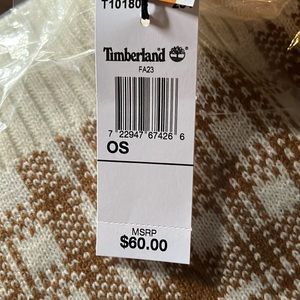 T10180
Timberland
FA23
7 22947 67426 6
OS
MSRP
$60.00